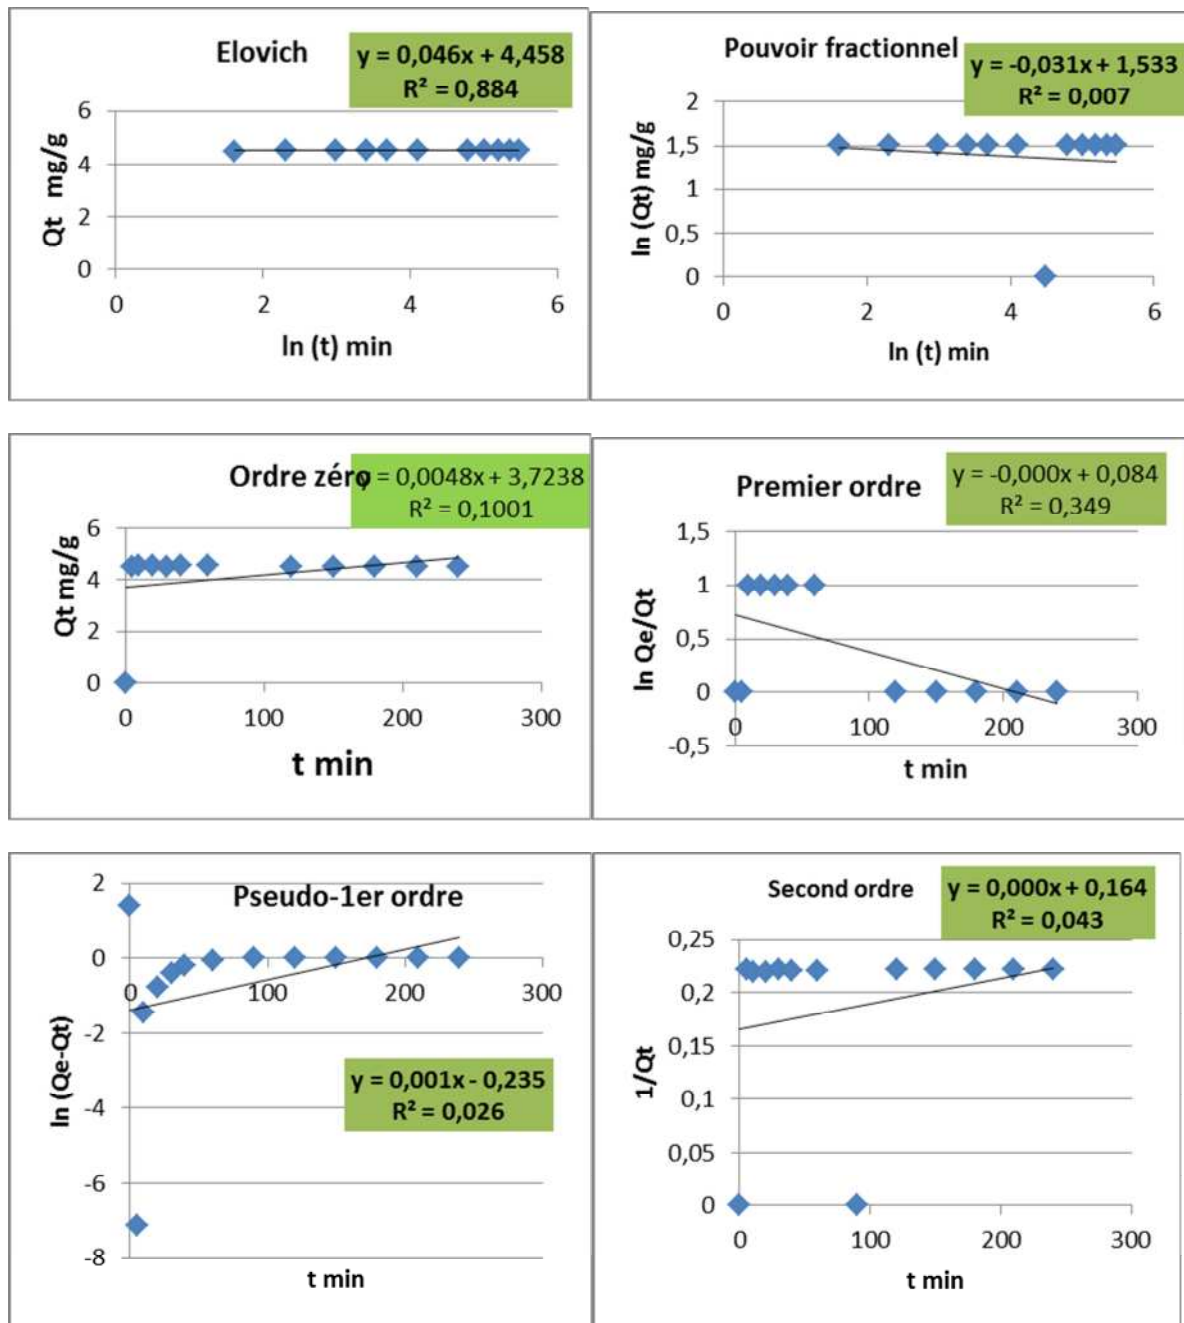 Elovich
y = 0,046x + 4,458
R² = 0,884
6
4
2
0
0 2 4 6
Qt mg/g
ln (t) min
Pouvoir fractionnel
y = -0,031x + 1,533
R² = 0,007
2
1,5
1
0,5
0
0 2 4 6
ln (Qt) mg/g
ln (t) min
Ordre zéro
y = 0,0048x + 3,7238
R² = 0,1001
6
4
2
0
0 100 200 300
Qt mg/g
t min
Premier ordre
y = -0,000x + 0,084
R² = 0,349
1,5
1
0,5
0
-0,5
0 100 200 300
ln Qe/Qt
t min
Pseudo-1er ordre
2
0
-2
-4
-6
-8
0 100 200 300
y = 0,001x - 0,235
R² = 0,026
ln (Qe-Qt)
t min
Second ordre
y = 0,000x + 0,164
R² = 0,043
0,25
0,2
0,15
0,1
0,05
0
0 100 200 300
1/Qt
t min